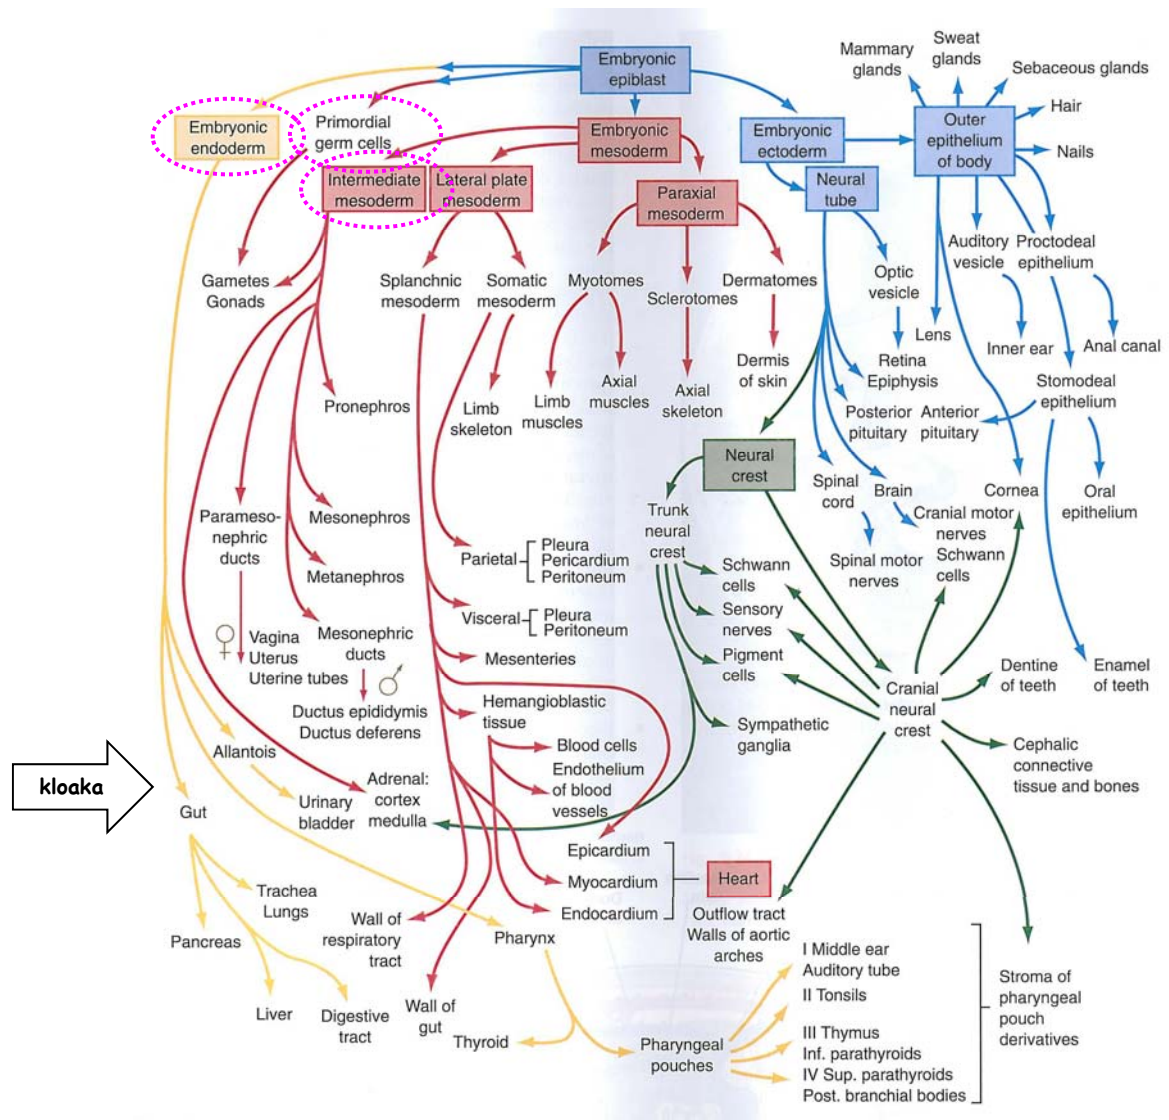 Embryonic
epiblast
Mammary
glands
Sweat
glands
Sebaceous glands
Hair
Nails
Embryonic
endoderm
Primordial
germ cells
Embryonic
mesoderm
Embryonic
ectoderm
Outer
epithelium
of body
Intermediate
mesoderm
Lateral plate
mesoderm
Paraxial
mesoderm
Neural
tube
Gametes
Gonads
Splanchnic
mesoderm
Somatic
mesoderm
Myotomes
Sclerotomes
Dermatomes
Optic
vesicle
Auditory
vesicle
Proctodeal
epithelium
Lens
Inner ear
Anal canal
Pronephros
Limb
skeleton
Limb
muscles
Axial
muscles
Axial
skeleton
Dermis
of skin
Retina
Epiphysis
Posterior
pituitary
Anterior
pituitary
Stomodeal
epithelium
Neural
crest
Spinal
cord
Brain
Cornea
Oral
epithelium
Cranial motor
nerves
Schwann
cells
Spinal motor
nerves
Parameso-
nephric
ducts
Mesonephros
Metanephros
Trunk
neural
crest
Parietal
Pleura
Pericardium
Peritoneum
Visceral
Pleura
Peritoneum
Mesenteries
Schwann
cells
Sensory
nerves
Pigment
cells
♀
Vagina
Uterus
Uterine tubes
Mesonephric
ducts
♂
Ductus epididymis
Ductus deferens
Hemangioblastic
tissue
Sympathetic
ganglia
Cranial
neural
crest
Dentine
of teeth
Enamel
of teeth
Cephalic
connective
tissue and bones
Allantois
kloaka
Gut
Urinary
bladder
Adrenal:
cortex
medulla
Blood cells
Endothelium
of blood
vessels
Epicardium
Myocardium
Endocardium
Heart
Outflow tract
Walls of aortic
arches
Trachea
Lungs
Pancreas
Liver
Digestive
tract
Wall of
respiratory
tract
Wall of
gut
Pharynx
Thyroid
Pharyngeal
pouches
I Middle ear
Auditory tube
II Tonsils
III Thymus
Inf. parathyroids
IV Sup. parathyroids
Post. branchial bodies
Stroma of
pharyngeal
pouch
derivatives